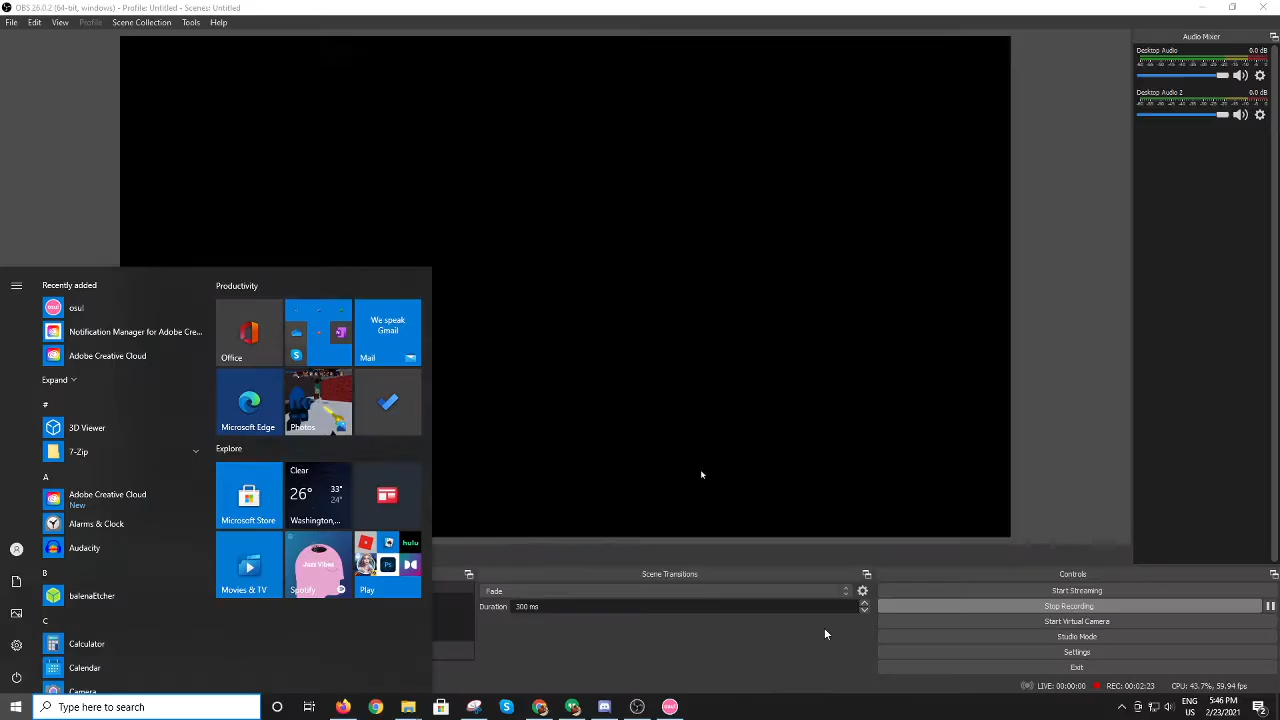 OBS 26.0.2 (64-bit, windows) - Profile: Untitled - Scenes: Untitled
File Edit View Profile Scene Collection Tools Help
Audio Mixer
Desktop Audio 0.0 dB
Desktop Audio 2 0.0 dB
Recently added
osu!
Notification Manager for Adobe Cre...
Adobe Creative Cloud
Expand
#
3D Viewer
7-Zip
A
Adobe Creative Cloud
New
Alarms & Clock
Audacity
B
balenaEtcher
C
Calculator
Calendar
Camera
Productivity
Office
We speak
Gmail
Mail
Microsoft Edge
Photos
Explore
Microsoft Store
Clear
26° 33°
24°
Washington,...
Movies & TV
Jazz Vibes
Spotify
hulu
Ps
Play
Scene Transitions
Fade
Duration 300 ms
Controls
Start Streaming
Stop Recording
Start Virtual Camera
Studio Mode
Settings
Exit
LIVE: 00:00:00 REC: 00:02:23 CPU: 43.7%, 59.94 fps
Type here to search
ENG
US
5:46 PM
2/23/2021
2